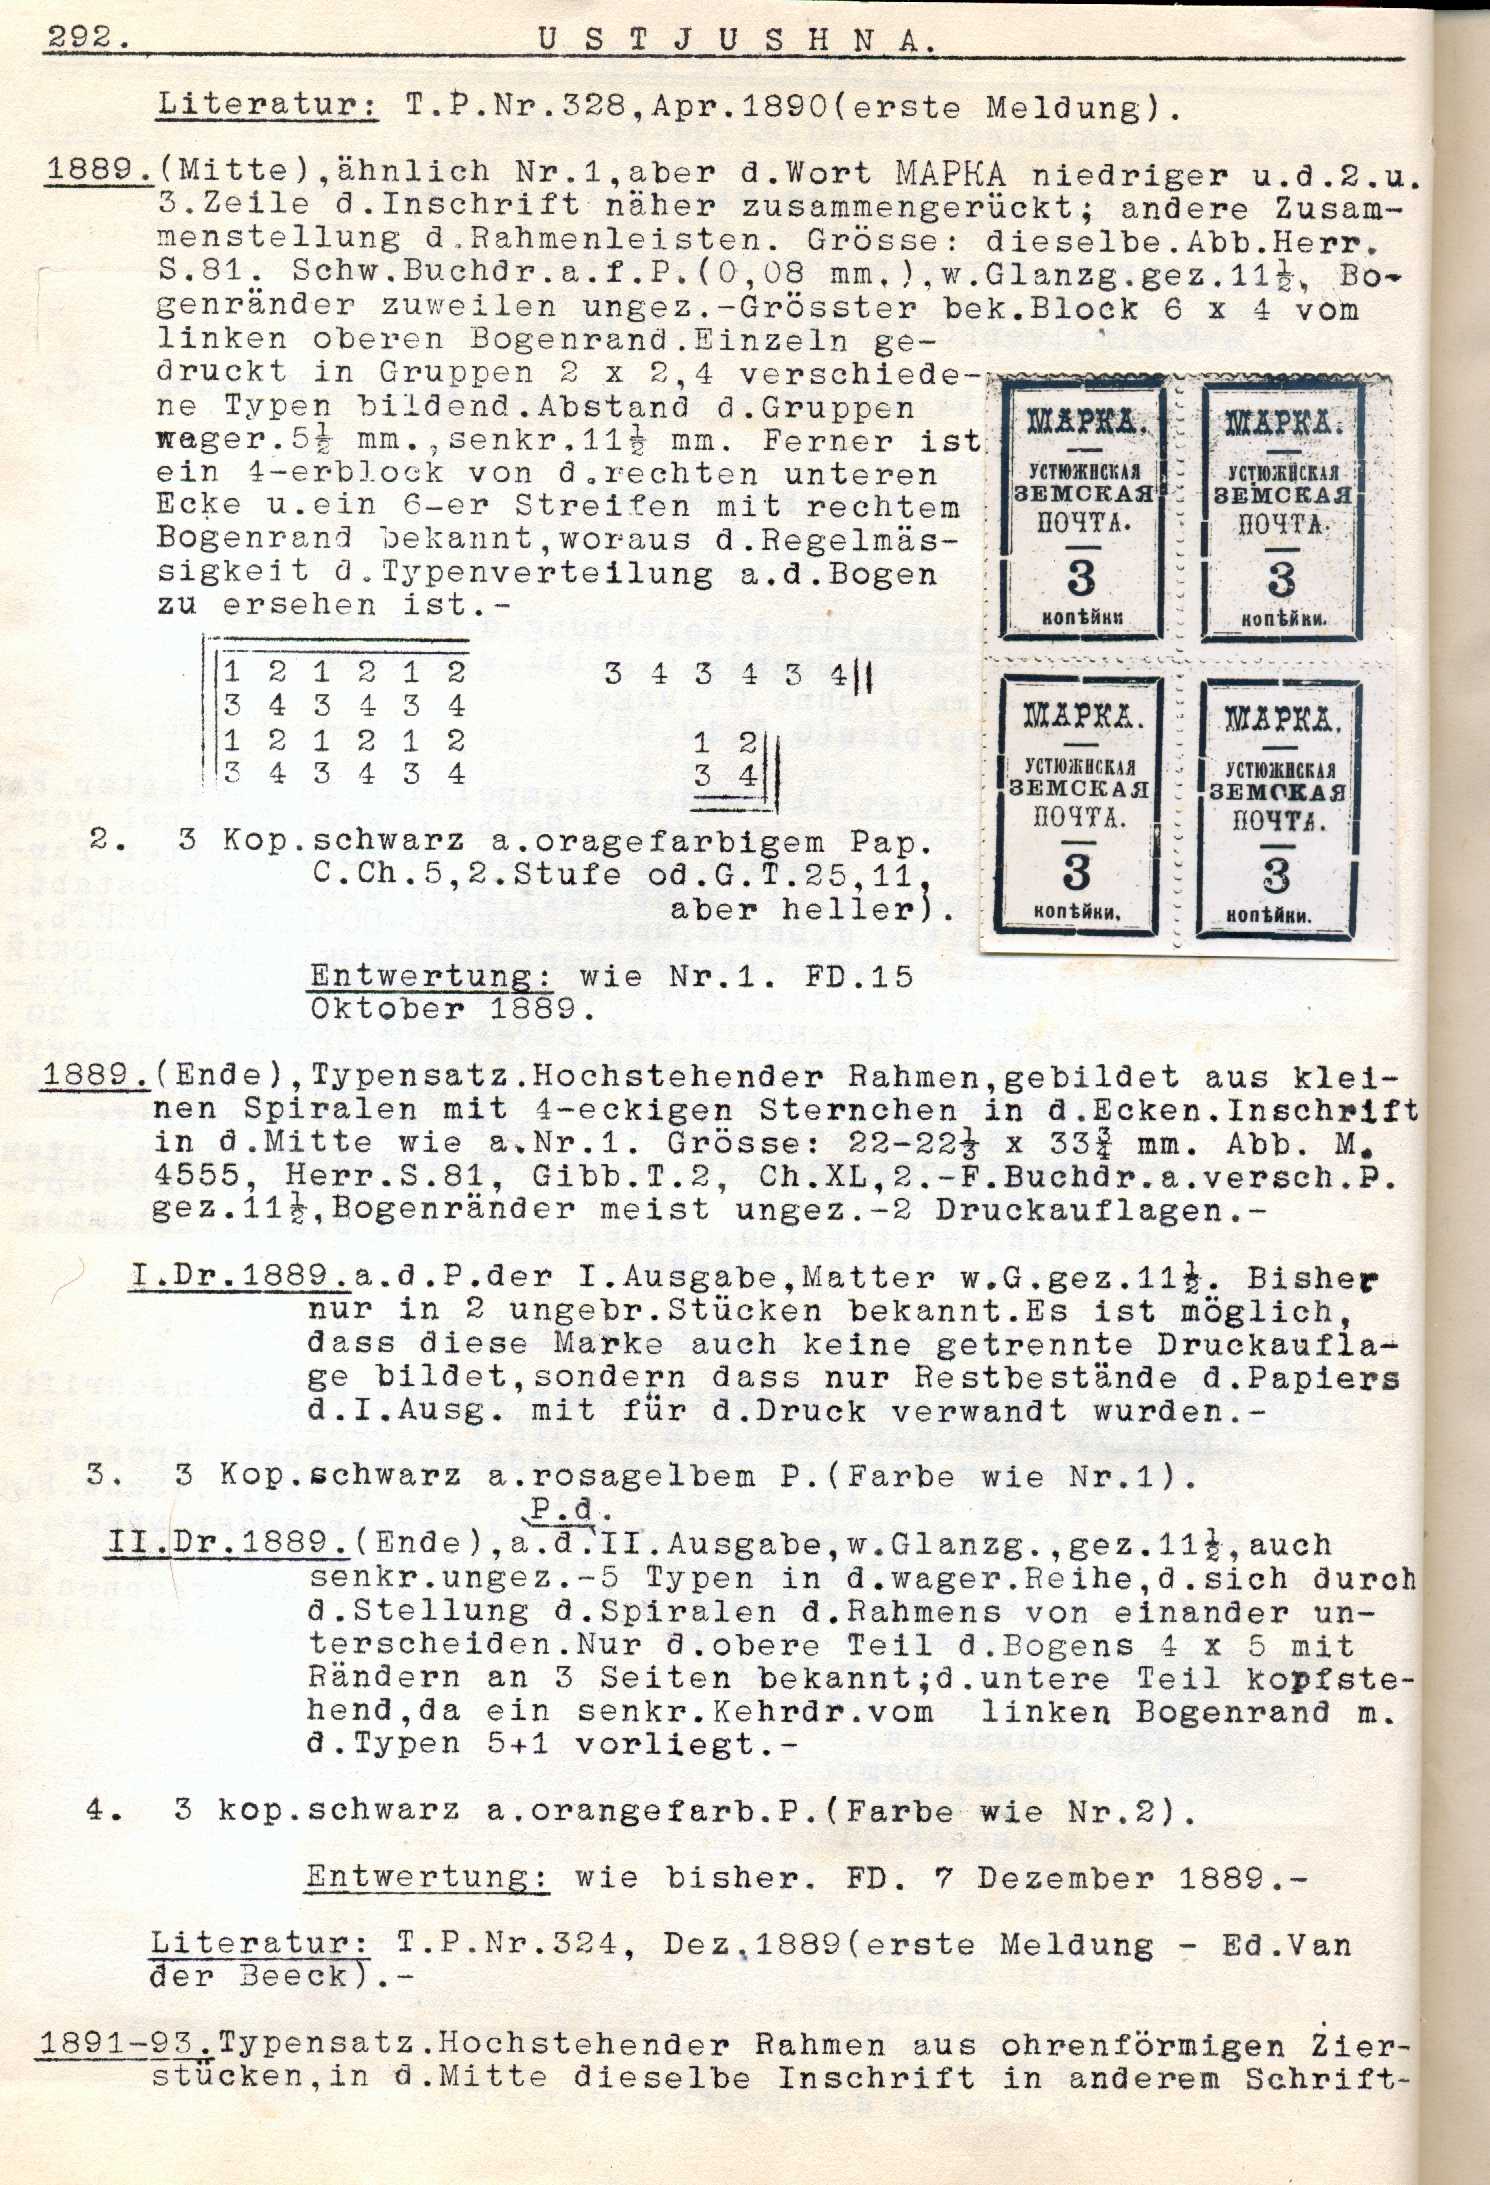 292. USTJUSHNA.
Literatur: T.P.Nr.328,Apr.1890(erste Meldung).
1889.(Mitte),ähnlich Nr.1,aber d.Wort МАРКА niedriger u.d.2.u.
3.Zeile d.Inschrift näher zusammengerückt; andere Zusam-
menstellung d.Rahmenleisten. Grösse: dieselbe.Abb.Herr.
S.81. Schw.Buchdr.a.f.P.(0,08 mm.),w.Glanzg.gez.11½, Bo-
genränder zuweilen ungez.-Grösster bek.Block 6 x 4 vom
linken oberen Bogenrand.Einzeln ge-
druckt in Gruppen 2 x 2,4 verschiede-
ne Typen bildend.Abstand d.Gruppen
wager.5½ mm.,senkr.11½ mm. Ferner ist
ein 4-erblock von d.rechten unteren
Ecke u.ein 6-er Streifen mit rechtem
Bogenrand bekannt,woraus d.Regelmäs-
sigkeit d.Typenverteilung a.d.Bogen
zu ersehen ist.-
МАРКА. МАРКА.
УСТЮЖНСКАЯ УСТЮЖНСКАЯ
ЗЕМСКАЯ ЗЕМСКАЯ
ПОЧТА. ПОЧТА.
3 3
копѣйки копѣйки.
МАРКА. МАРКА.
УСТЮЖНСКАЯ УСТЮЖНСКАЯ
ЗЕМСКАЯ ЗЕМСКАЯ
ПОЧТА. ПОЧТА.
3 3
копѣйки. копѣйки.
1 2 1 2 1 2 3 4 3 4 3 4
3 4 3 4 3 4
1 2 1 2 1 2 1 2
3 4 3 4 3 4 3 4
2. 3 Kop.schwarz a.oragefarbigem Pap.
C.Ch.5,2.Stufe od.G.T.25,11,
aber heller).
Entwertung: wie Nr.1. FD.15
Oktober 1889.
1889.(Ende),Typensatz.Hochstehender Rahmen,gebildet aus klei-
nen Spiralen mit 4-eckigen Sternchen in d.Ecken.Inschrift
in d.Mitte wie a.Nr.1. Grösse: 22-22⅓ x 33¾ mm. Abb. M.
4555, Herr.S.81, Gibb.T.2, Ch.XL,2.-F.Buchdr.a.versch.P.
gez.11½,Bogenränder meist ungez.-2 Druckauflagen.-
I.Dr.1889.a.d.P.der I.Ausgabe,Matter w.G.gez.11½. Bisher
nur in 2 ungebr.Stücken bekannt.Es ist möglich,
dass diese Marke auch keine getrennte Druckaufla-
ge bildet,sondern dass nur Restbestände d.Papiers
d.I.Ausg. mit für d.Druck verwandt wurden.-
3. 3 Kop.schwarz a.rosagelbem P.(Farbe wie Nr.1).
P.d.
II.Dr.1889.(Ende),a.d.II.Ausgabe,w.Glanzg.,gez.11½,auch
senkr.ungez.-5 Typen in d.wager.Reihe,d.sich durch
d.Stellung d.Spiralen d.Rahmens von einander un-
terscheiden.Nur d.obere Teil d.Bogens 4 x 5 mit
Rändern an 3 Seiten bekannt;d.untere Teil kopfste-
hend,da ein senkr.Kehrdr.vom linken Bogenrand m.
d.Typen 5+1 vorliegt.-
4. 3 kop.schwarz a.orangefarb.P.(Farbe wie Nr.2).
Entwertung: wie bisher. FD. 7 Dezember 1889.-
Literatur: T.P.Nr.324, Dez.1889(erste Meldung - Ed.Van
der Beeck).-
1891-93.Typensatz.Hochstehender Rahmen aus ohrenförmigen Zier-
stücken,in d.Mitte dieselbe Inschrift in anderem Schrift-